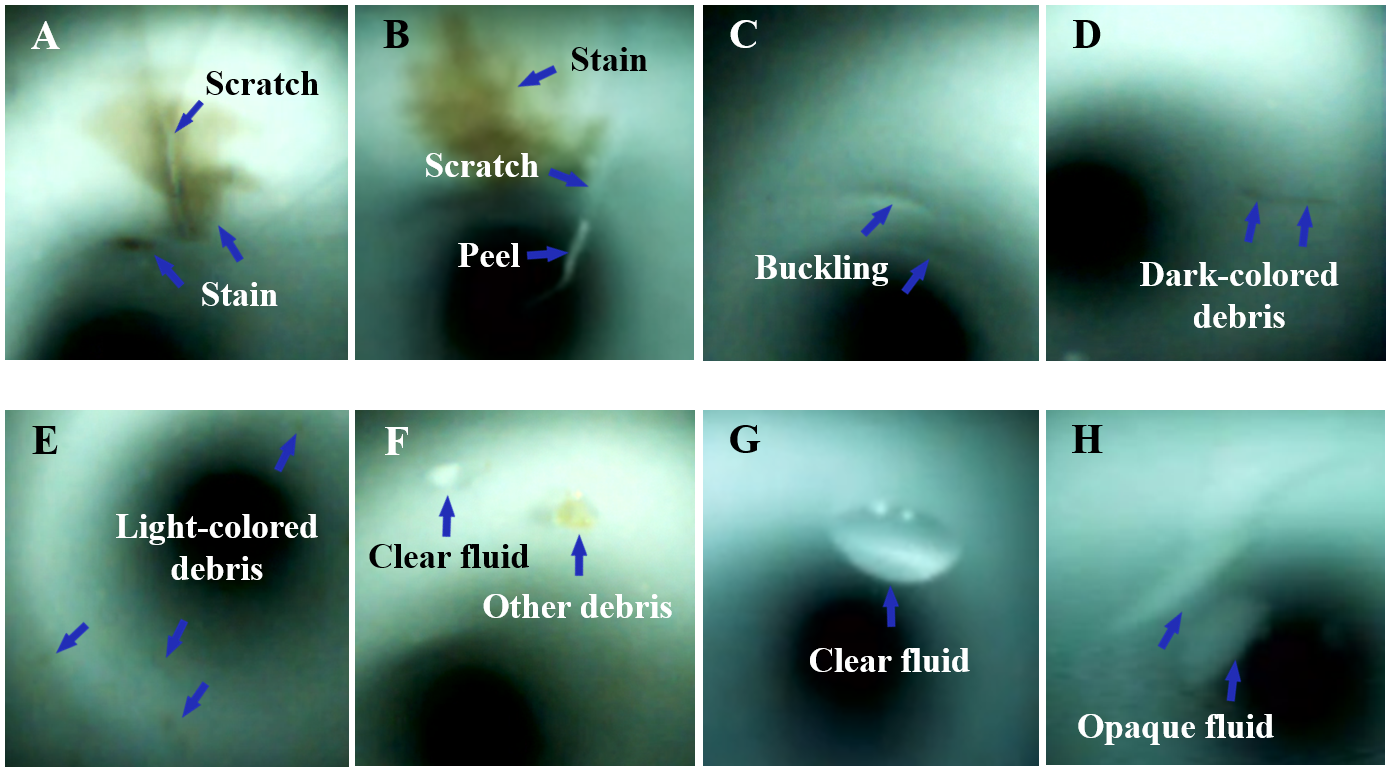 A
Scratch
Stain
B
Stain
Scratch
Peel
C
Buckling
D
Dark-colored
debris
E
Light-colored
debris
F
Clear fluid
Other debris
G
Clear fluid
H
Opaque fluid